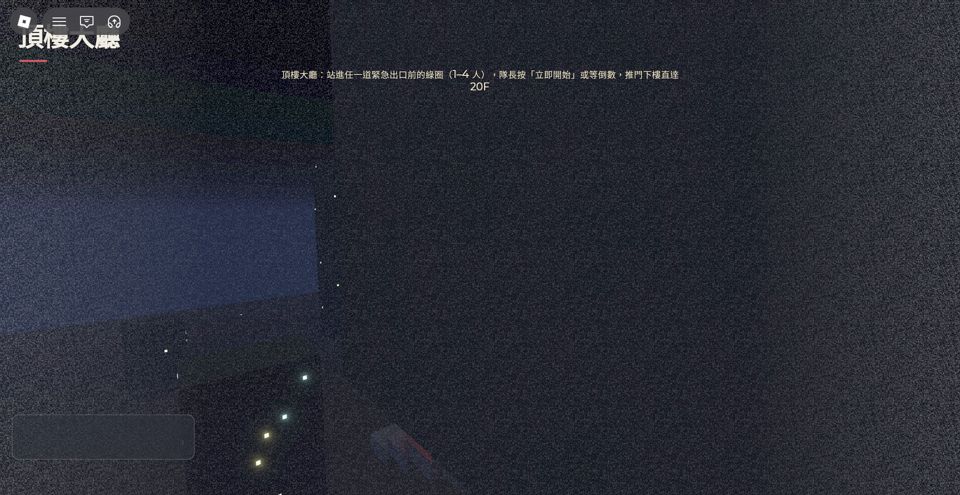 頂樓大廳
頂樓大廳：站進任一道緊急出口前的綠圈（1–4 人），隊長按「立即開始」或等倒數，推門下樓直達
20F